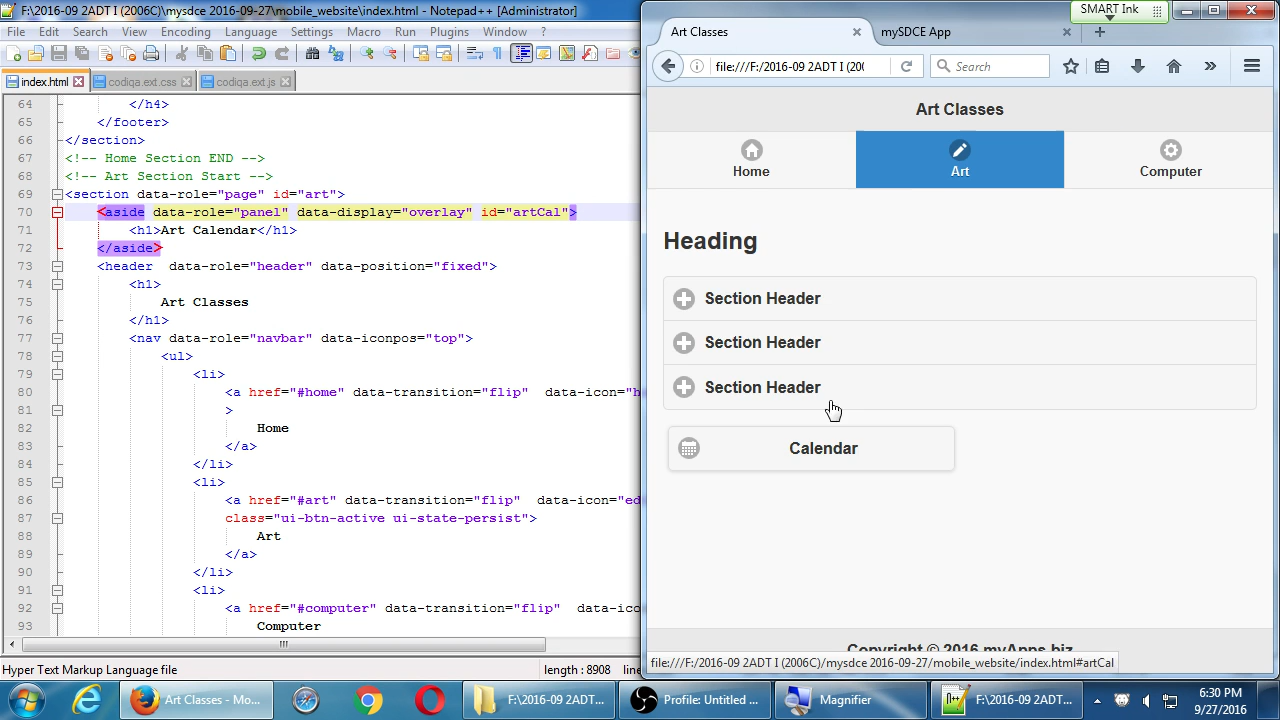 F:\2016-09 2ADT I (2006C)\mysdce 2016-09-27\mobile_website\index.html - Notepad++ [Administrator]
File Edit Search View Encoding Language Settings Macro Run Plugins Window ?
index.html codiqa.ext.css codiqa.ext.js
64 </h4>
65 </footer>
66 </section>
67 <!-- Home Section END -->
68 <!-- Art Section Start -->
69 <section data-role="page" id="art">
70 <aside data-role="panel" data-display="overlay" id="artCal">
71 <h1>Art Calendar</h1>
72 </aside>
73 <header  data-role="header" data-position="fixed">
74 <h1>
75 Art Classes
76 </h1>
77 <nav data-role="navbar" data-iconpos="top">
78 <ul>
79 <li>
80 <a href="#home" data-transition="flip"  data-icon="h
81 >
82 Home
83 </a>
84 </li>
85 <li>
86 <a href="#art" data-transition="flip"  data-icon="ed
87 class="ui-btn-active ui-state-persist">
88 Art
89 </a>
90 </li>
91 <li>
92 <a href="#computer" data-transition="flip"  data-ico
93 Computer
Hyper Text Markup Language file length : 8908 line
SMART Ink
Art Classes mySDCE App
file:///F:/2016-09 2ADT I (200 Search
Art Classes
Home Art Computer
Heading
Section Header
Section Header
Section Header
Calendar
Copyright © 2016 myApps.biz
file:///F:/2016-09 2ADT I (2006C)/mysdce 2016-09-27/mobile_website/index.html#artCal
Art Classes - Mo... F:\2016-09 2ADT... Profile: Untitled ... Magnifier F:\2016-09 2ADT...
6:30 PM
9/27/2016